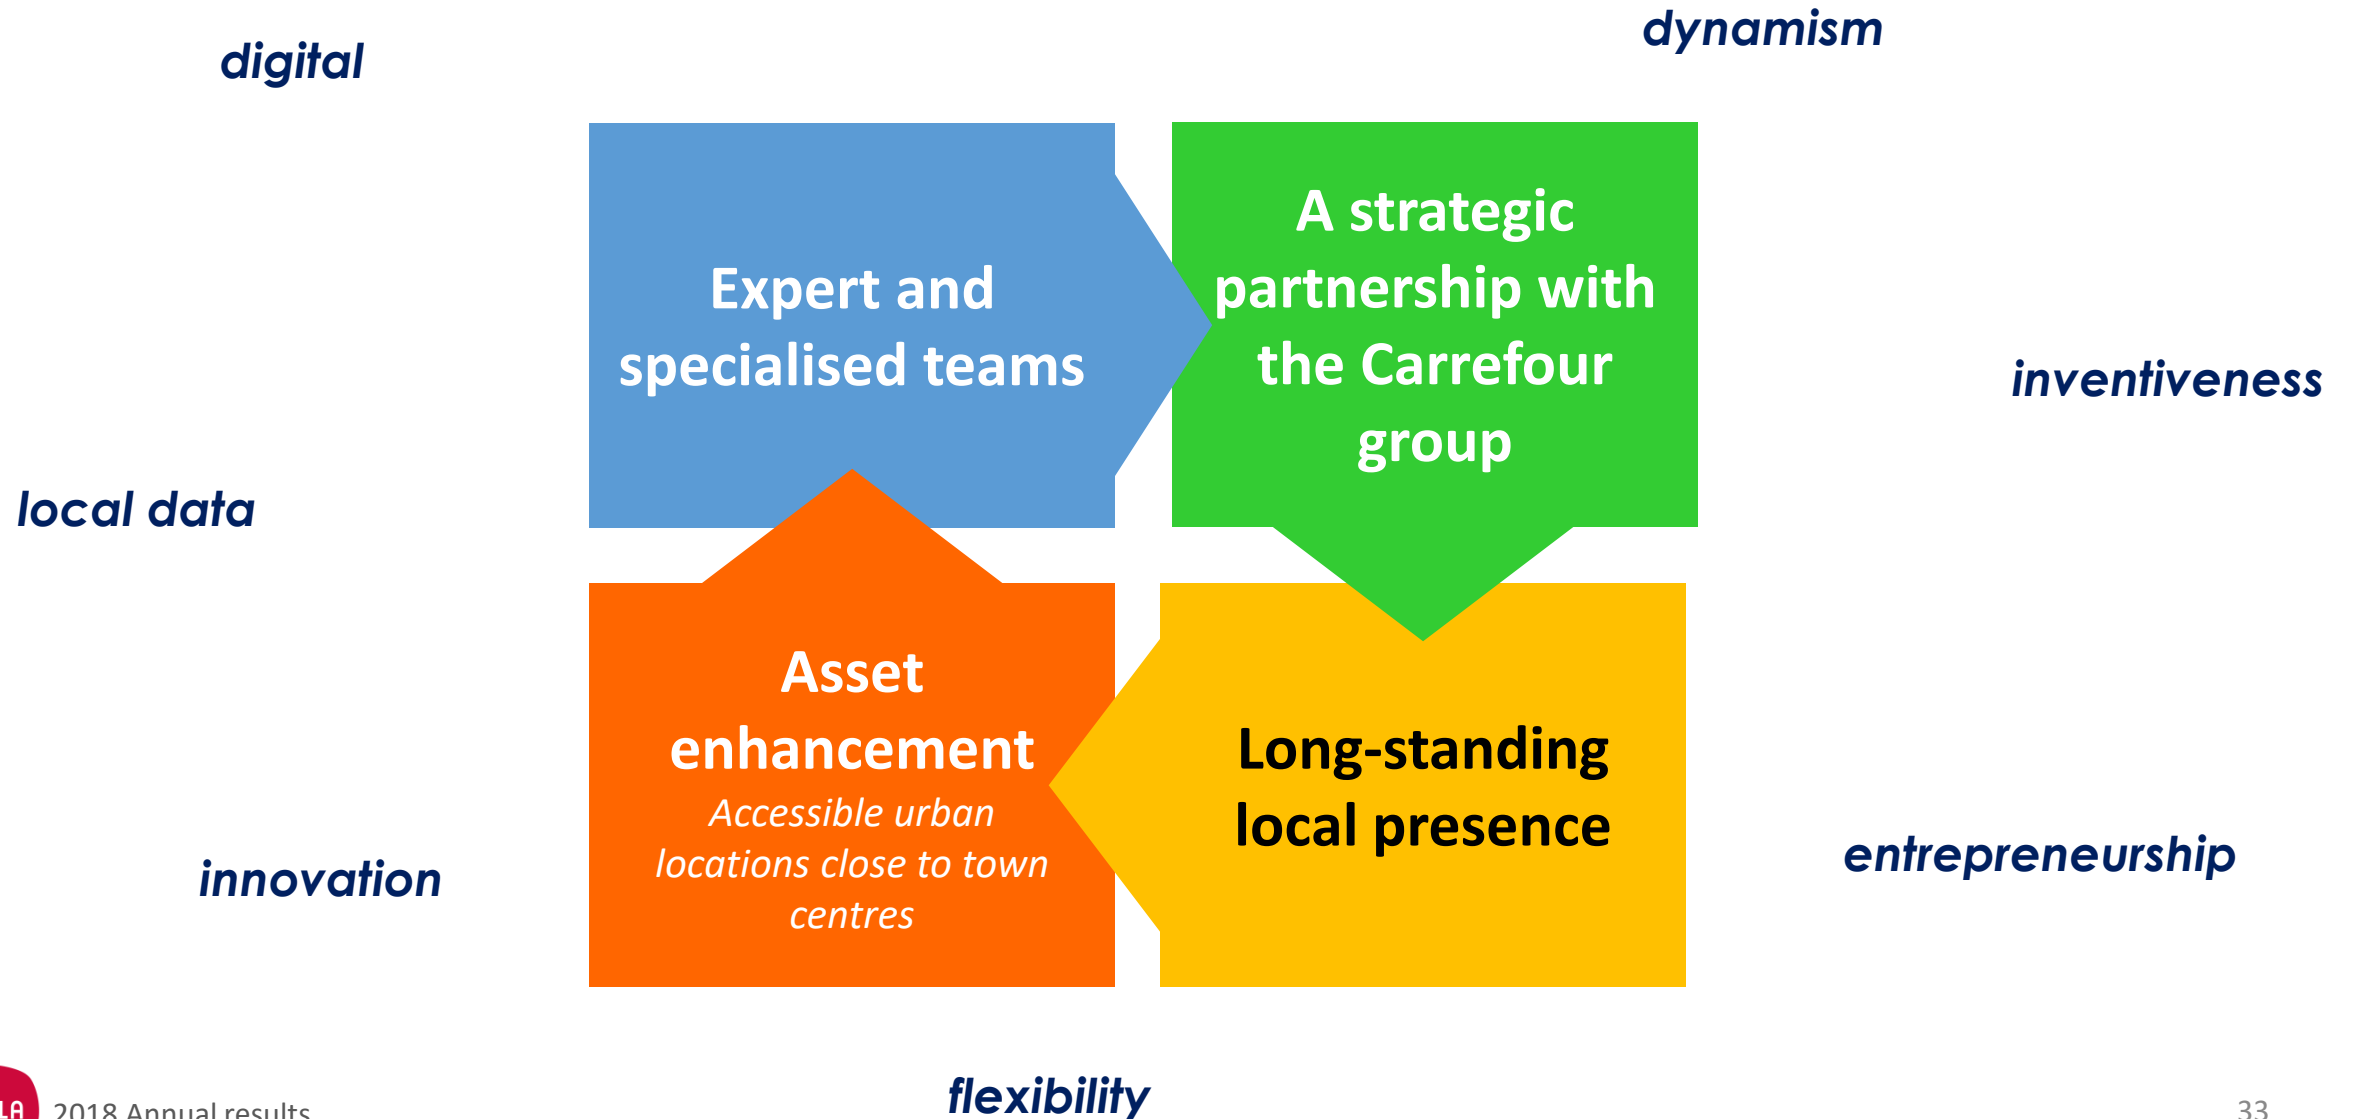 dynamism
digital
A strategic
partnership with
the Carrefour
group
Expert and
specialised teams
inventiveness
local data
Asset
enhancement
Accessible urban
locations close to town
centres
Long-standing
local presence
entrepreneurship
innovation
flexibility
2018 Annual results
33